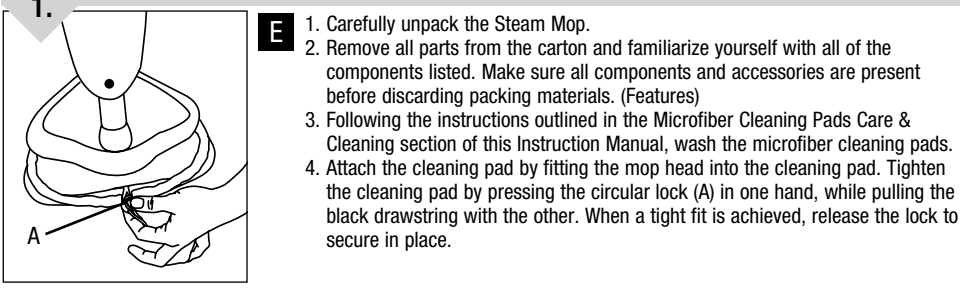 1.
E
1. Carefully unpack the Steam Mop.
2. Remove all parts from the carton and familiarize yourself with all of the
components listed. Make sure all components and accessories are present
before discarding packing materials. (Features)
3. Following the instructions outlined in the Microfiber Cleaning Pads Care &
Cleaning section of this Instruction Manual, wash the microfiber cleaning pads.
4. Attach the cleaning pad by fitting the mop head into the cleaning pad. Tighten
the cleaning pad by pressing the circular lock (A) in one hand, while pulling the
black drawstring with the other. When a tight fit is achieved, release the lock to
secure in place.
A